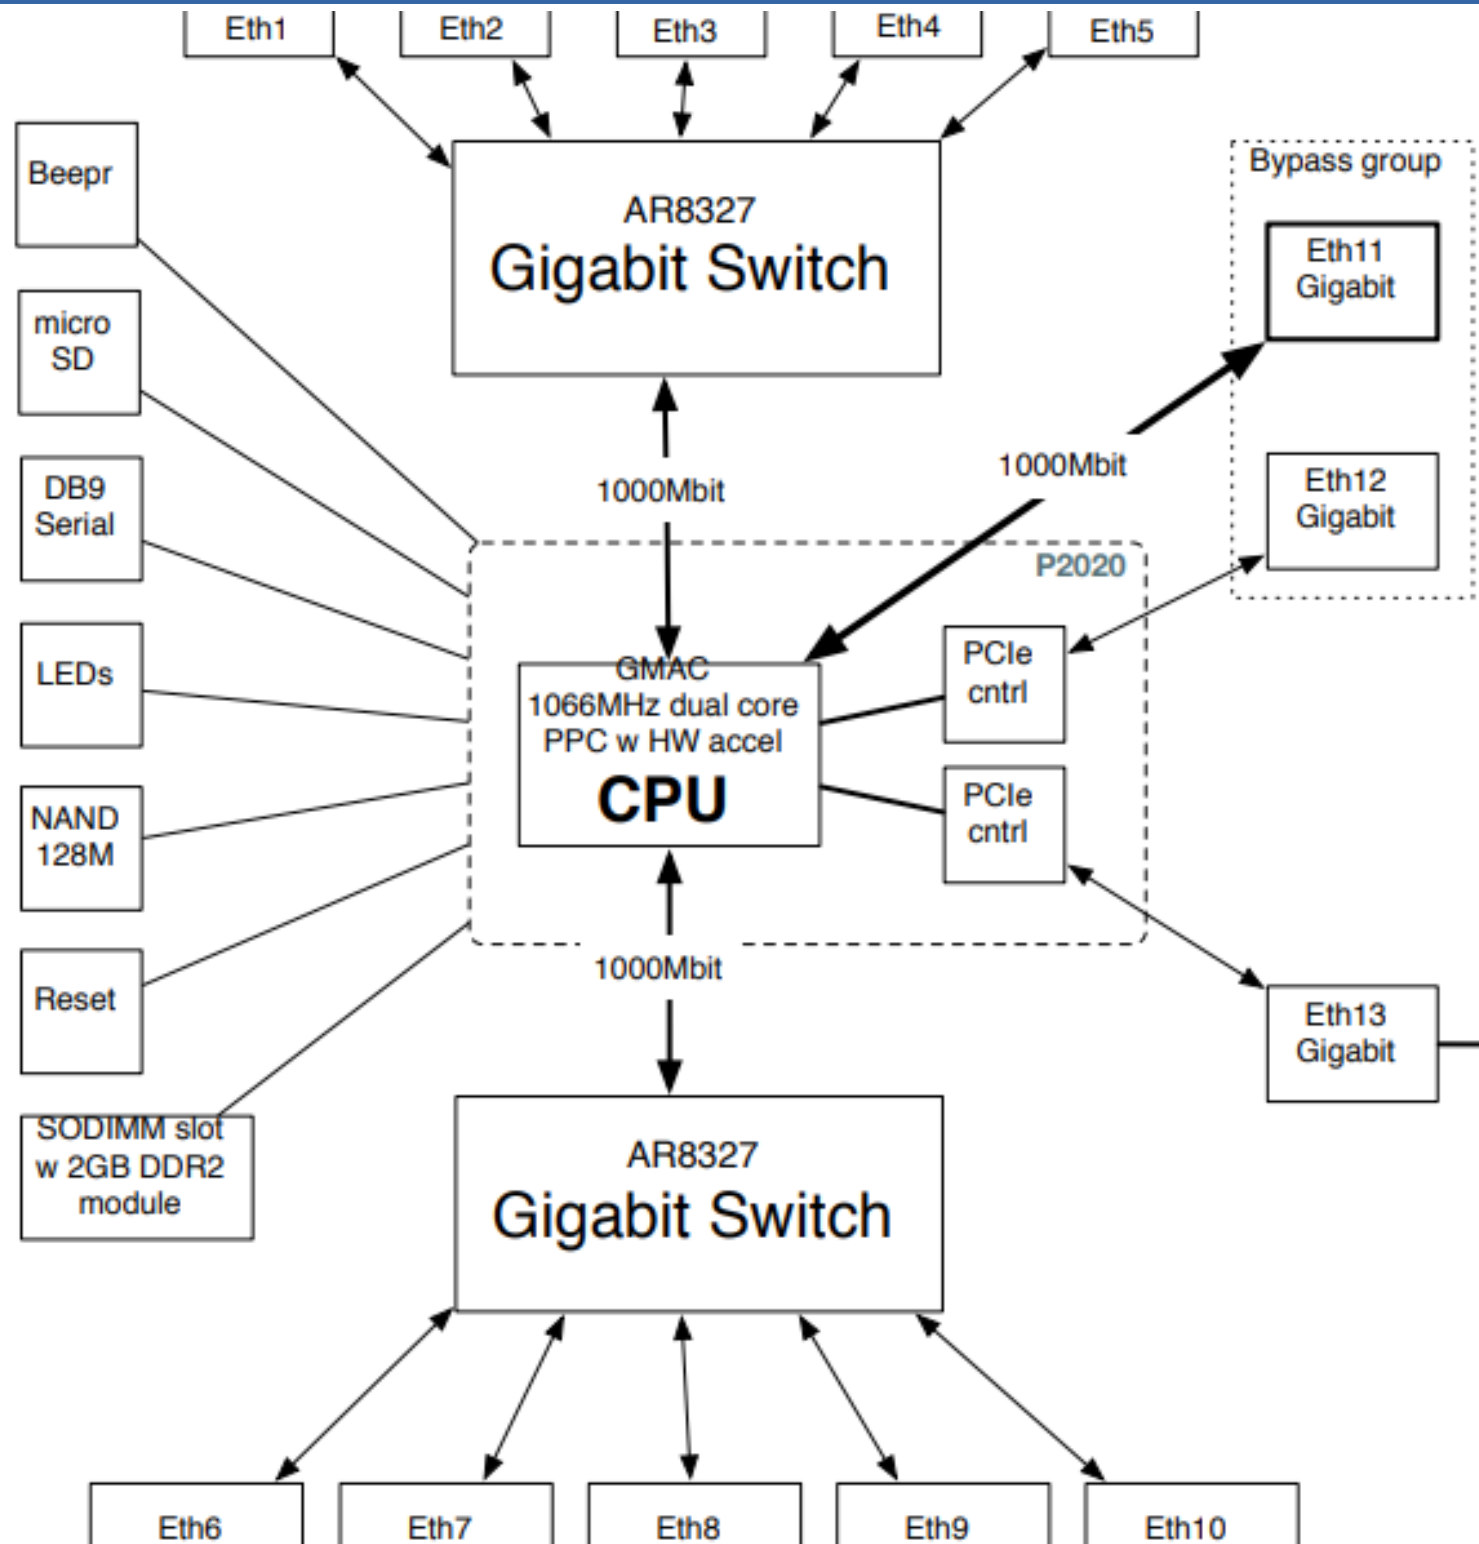 Eth1
Eth2
Eth3
Eth4
Eth5
Beepr
micro
SD
DB9
Serial
LEDs
NAND
128M
Reset
SODIMM slot
w 2GB DDR2
module
AR8327
Gigabit Switch
1000Mbit
1000Mbit
Bypass group
Eth11
Gigabit
Eth12
Gigabit
P2020
GMAC
1066MHz dual core
PPC w HW accel
CPU
PCIe
cntrl
PCIe
cntrl
1000Mbit
Eth13
Gigabit
AR8327
Gigabit Switch
Eth6
Eth7
Eth8
Eth9
Eth10